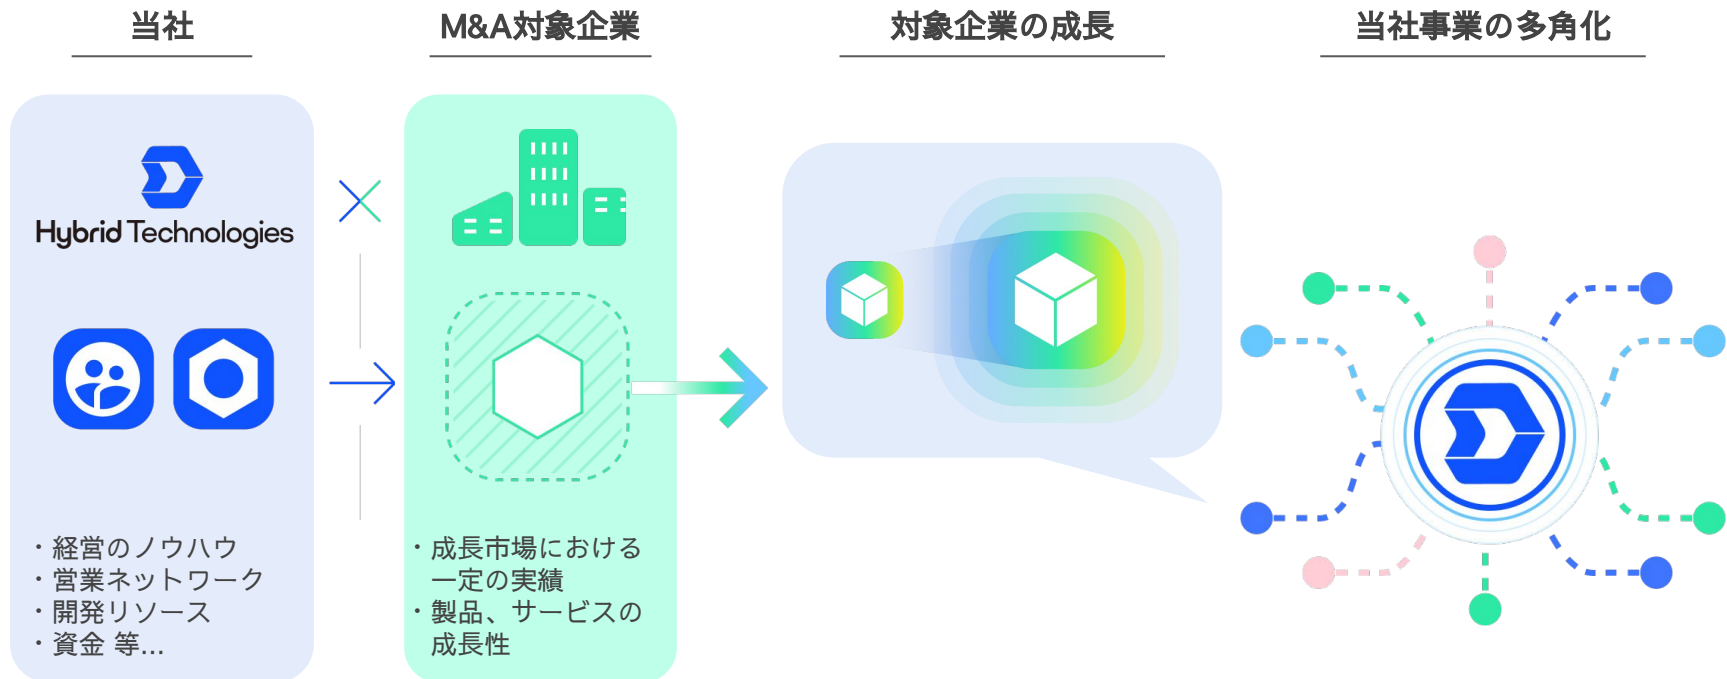 当社
M&A対象企業
対象企業の成長
当社事業の多角化
Hybrid Technologies
・経営のノウハウ
・営業ネットワーク
・開発リソース
・資金 等...
・成長市場における
一定の実績
・製品、サービスの
成長性